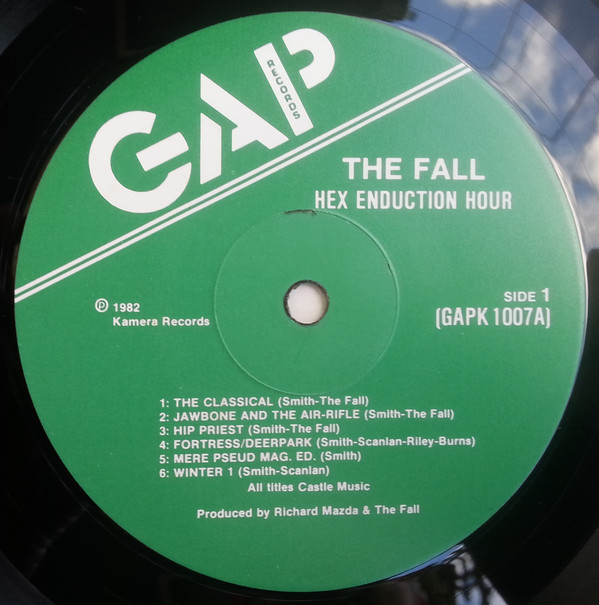 GAP
RECORDS
THE FALL
HEX ENDUCTION HOUR
℗ 1982
Kamera Records
SIDE 1
(GAPK 1007A)
1: THE CLASSICAL (Smith-The Fall)
2: JAWBONE AND THE AIR-RIFLE (Smith-The Fall)
3: HIP PRIEST (Smith-The Fall)
4: FORTRESS/DEERPARK (Smith-Scanlan-Riley-Burns)
5: MERE PSEUD MAG. ED. (Smith)
6: WINTER 1 (Smith-Scanlan)
All titles Castle Music
Produced by Richard Mazda & The Fall